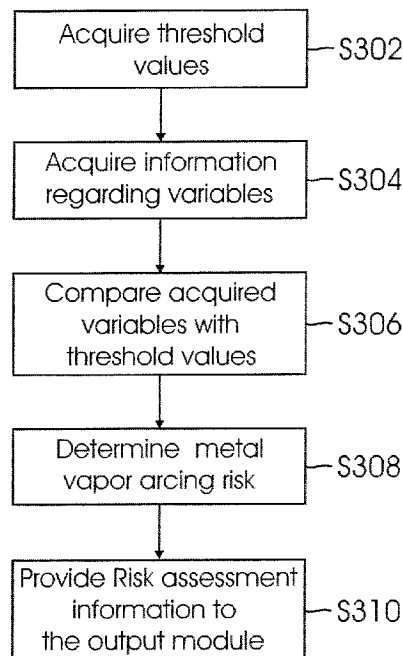 Acquire threshold
values
S302
Acquire information
regarding variables
S304
Compare acquired
variables with
threshold values
S306
Determine metal
vapor arcing risk
S308
Provide Risk assessment
information to
the output module
S310